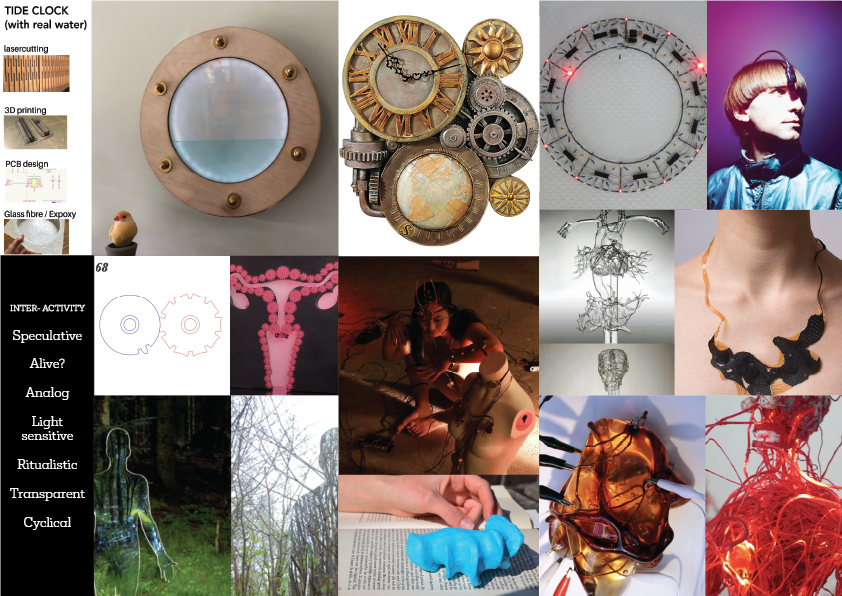 TIDE CLOCK
(with real water)
lasercutting
3D printing
PCB design
Glass fibre / Expoxy
68
INTER- ACTIVITY
Speculative
Alive?
Analog
Light
sensitive
Ritualistic
Transparent
Cyclical